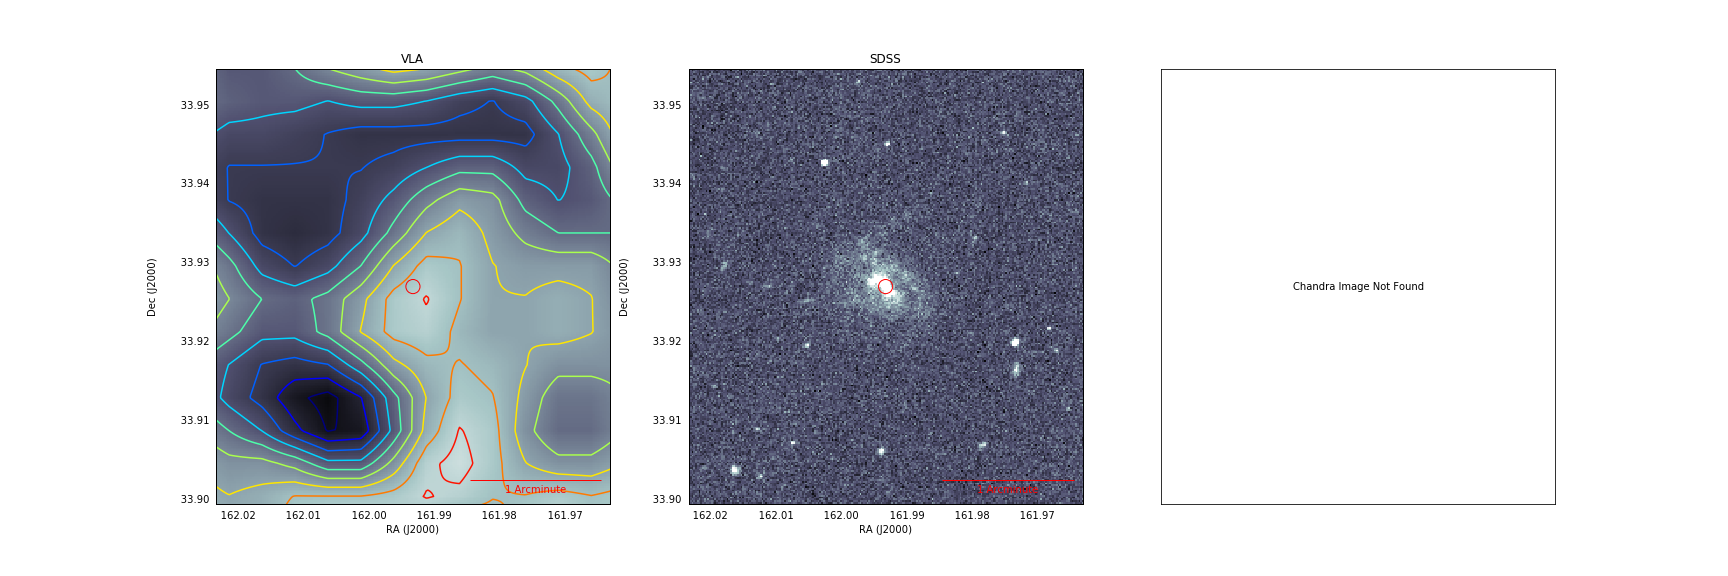 VLA
33.95
33.94
33.93
33.92
33.91
33.90
Dec (J2000)
162.02 162.01 162.00 161.99 161.98 161.97
RA (J2000)
1 Arcminute
SDSS
33.95
33.94
33.93
33.92
33.91
33.90
Dec (J2000)
162.02 162.01 162.00 161.99 161.98 161.97
RA (J2000)
1 Arcminute
Chandra Image Not Found